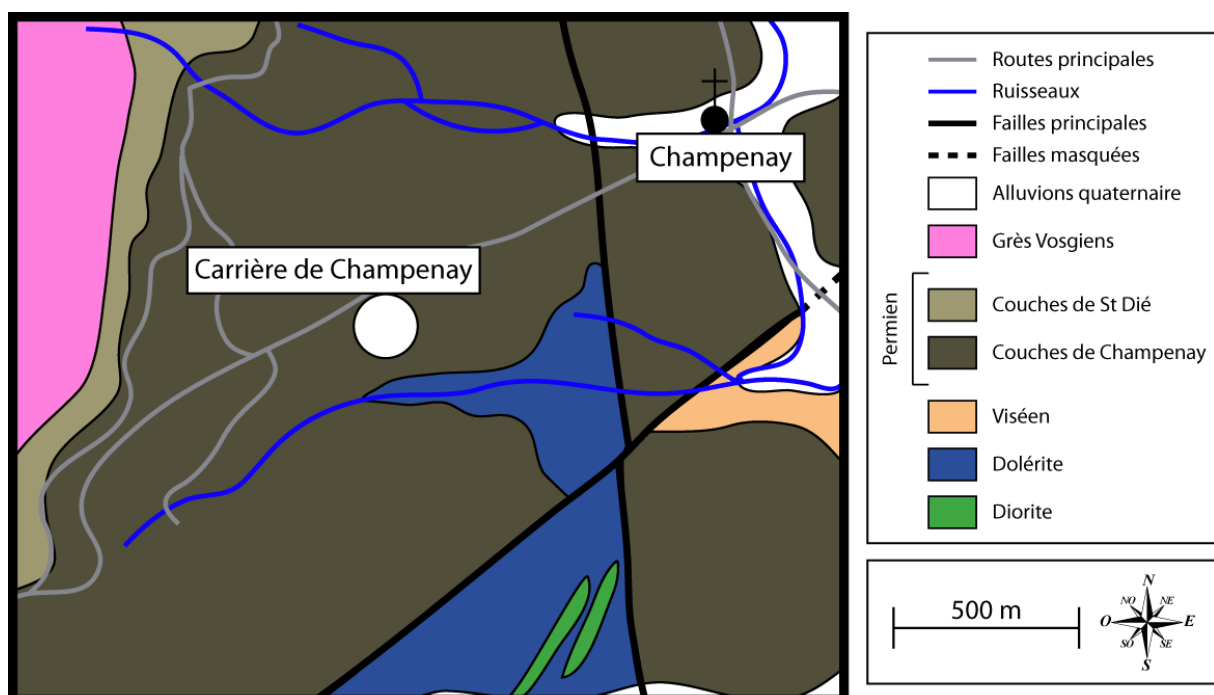 Champenay
Carrière de Champenay
Routes principales
Ruisseaux
Failles principales
Failles masquées
Alluvions quaternaire
Grès Vosgiens
Permien
Couches de St Dié
Couches de Champenay
Viséen
Dolérite
Diorite
500 m
N
NO
NE
O
E
SO
SE
S